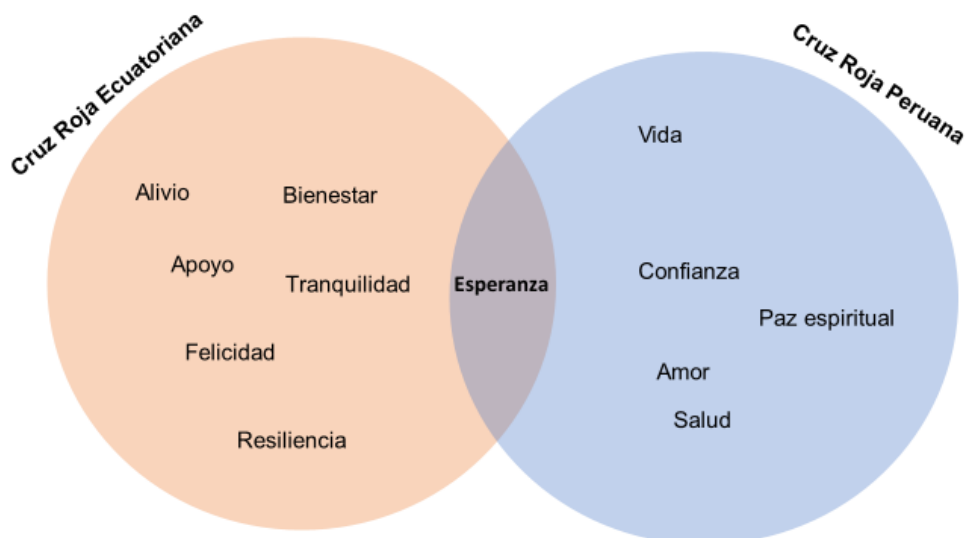 Cruz Roja Ecuatoriana
Cruz Roja Peruana
Alivio
Bienestar
Apoyo
Tranquilidad
Felicidad
Resiliencia
Esperanza
Vida
Confianza
Paz espiritual
Amor
Salud